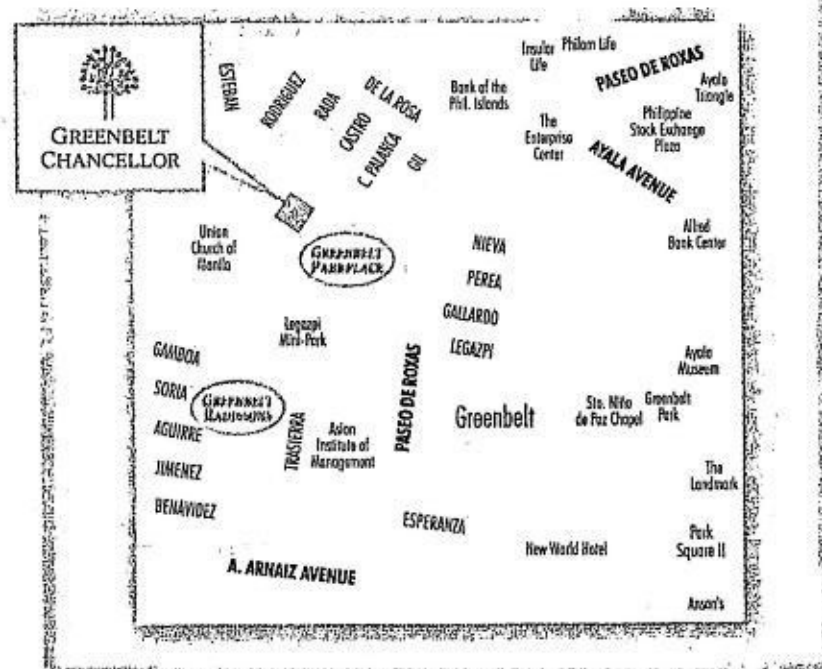 GREENBELT
CHANCELLOR
ESTEBAN
RODRIGUEZ
RADA
DE LA ROSA
CASTRO
C. PALANCA
GIL
Bank of the
Phil. Islands
Insular
Life
Philam Life
PASEO DE ROXAS
Ayala
Triangle
The
Enterprise
Center
Philippine
Stock Exchange
Plaza
AYALA AVENUE
Union
Church of
Manila
GREENBELT
PARKPLACE
NIEVA
PEREA
GALLARDO
LEGAZPI
Allied
Bank Center
Legazpi
Mini-Park
GAMBOA
SORIA
AGUIRRE
JIMENEZ
BENAVIDEZ
GREENBELT
RADISSONS
TRASIERRA
Asian
Institute of
Management
PASEO DE ROXAS
Greenbelt
Sto. Niño
de Paz Chapel
Greenbelt
Park
Ayala
Museum
The
Landmark
ESPERANZA
New World Hotel
Park
Square II
A. ARNAIZ AVENUE
Anson's